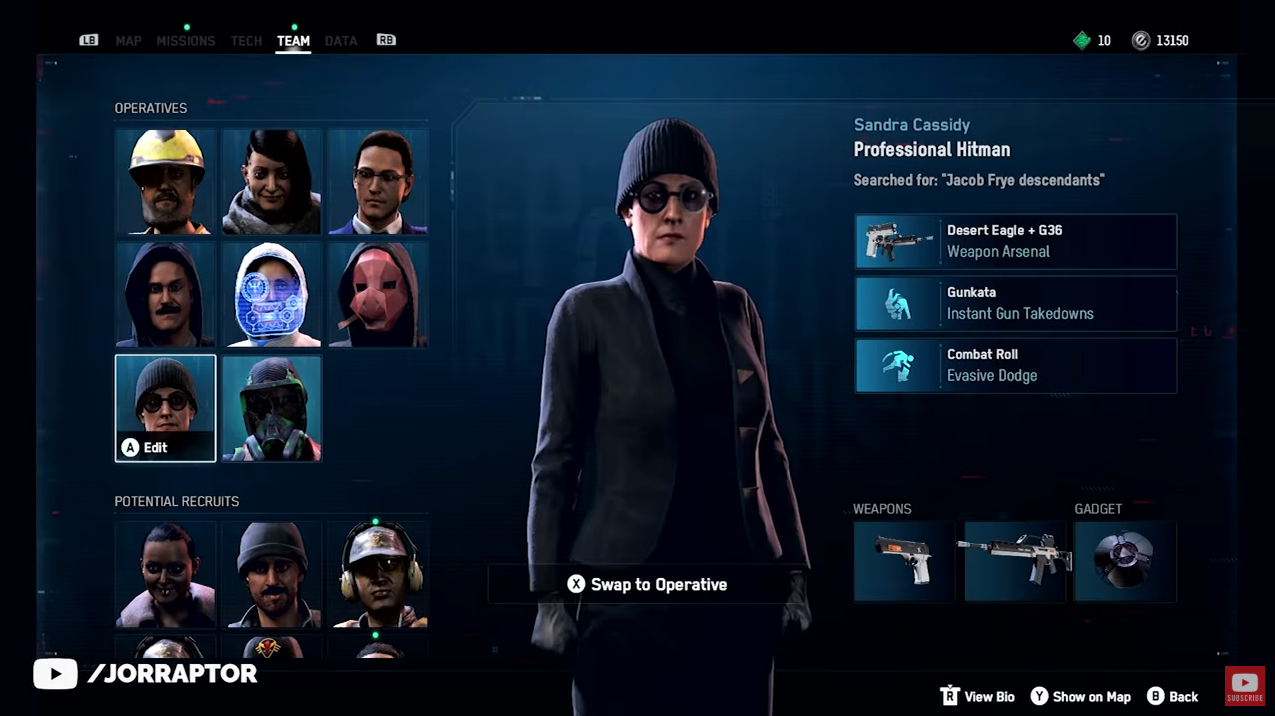 LB MAP MISSIONS TECH TEAM DATA RB
10 13150
OPERATIVES
A Edit
POTENTIAL RECRUITS
X Swap to Operative
Sandra Cassidy
Professional Hitman
Searched for: "Jacob Frye descendants"
Desert Eagle + G36
Weapon Arsenal
Gunkata
Instant Gun Takedowns
Combat Roll
Evasive Dodge
WEAPONS GADGET
/JORRAPTOR
SUBSCRIBE
R View Bio Y Show on Map B Back